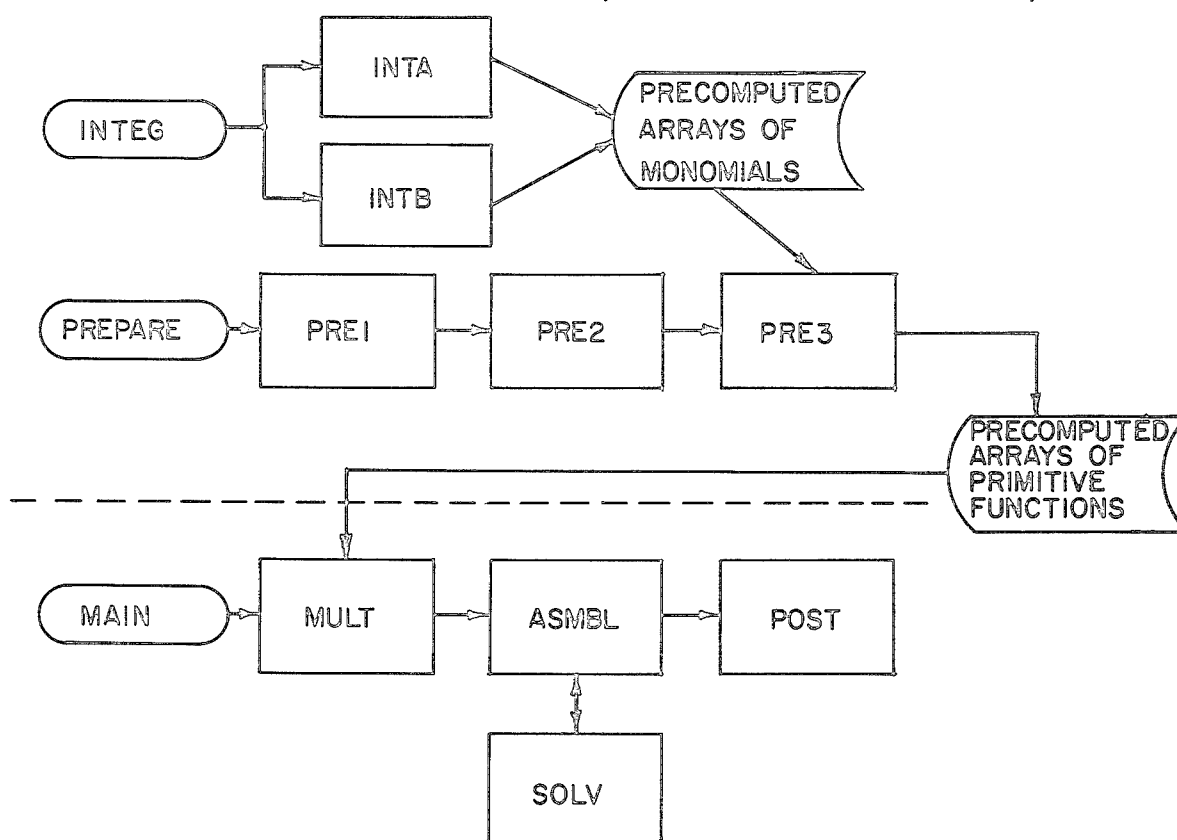 INTEG
INTA
INTB
PRECOMPUTED
ARRAYS OF
MONOMIALS
PREPARE
PRE1
PRE2
PRE3
PRECOMPUTED
ARRAYS OF
PRIMITIVE
FUNCTIONS
MAIN
MULT
ASMBL
POST
SOLV